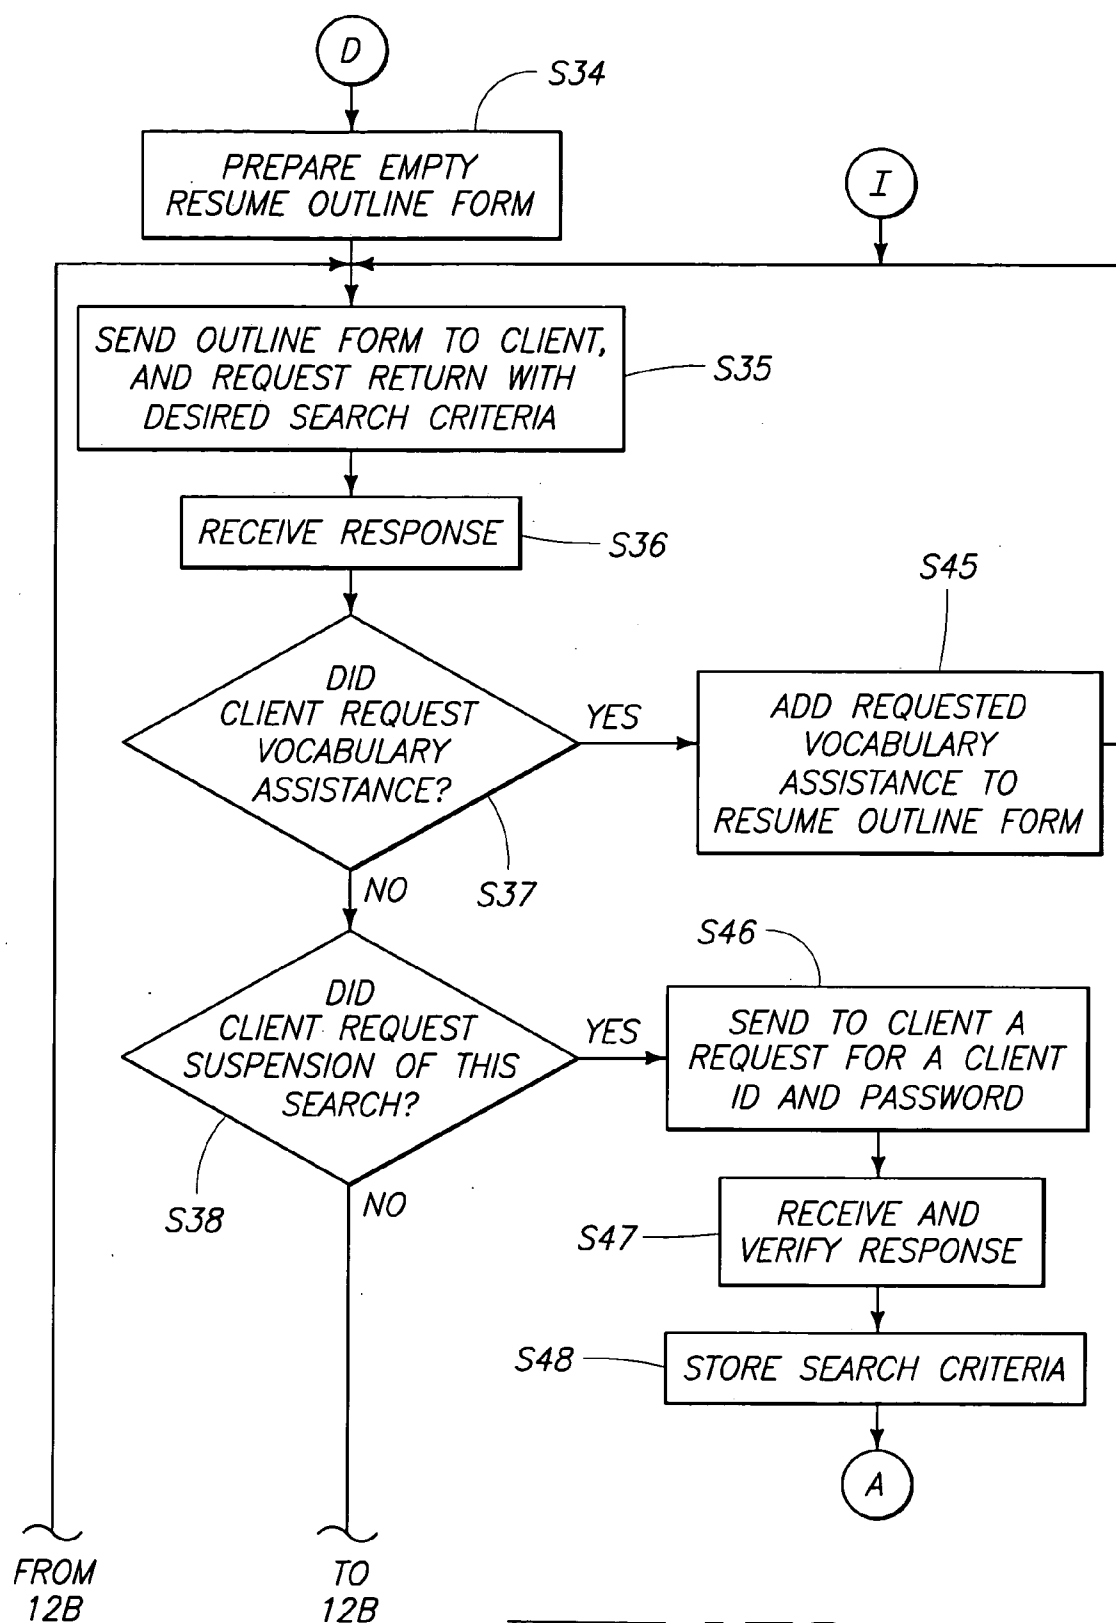 D
S34
PREPARE EMPTY
RESUME OUTLINE FORM
I
SEND OUTLINE FORM TO CLIENT,
AND REQUEST RETURN WITH
DESIRED SEARCH CRITERIA
S35
RECEIVE RESPONSE
S36
DID
CLIENT REQUEST
VOCABULARY
ASSISTANCE?
YES
S37
NO
S45
ADD REQUESTED
VOCABULARY
ASSISTANCE TO
RESUME OUTLINE FORM
DID
CLIENT REQUEST
SUSPENSION OF THIS
SEARCH?
YES
S38
NO
S46
SEND TO CLIENT A
REQUEST FOR A CLIENT
ID AND PASSWORD
S47
RECEIVE AND
VERIFY RESPONSE
S48
STORE SEARCH CRITERIA
A
FROM
12B
TO
12B